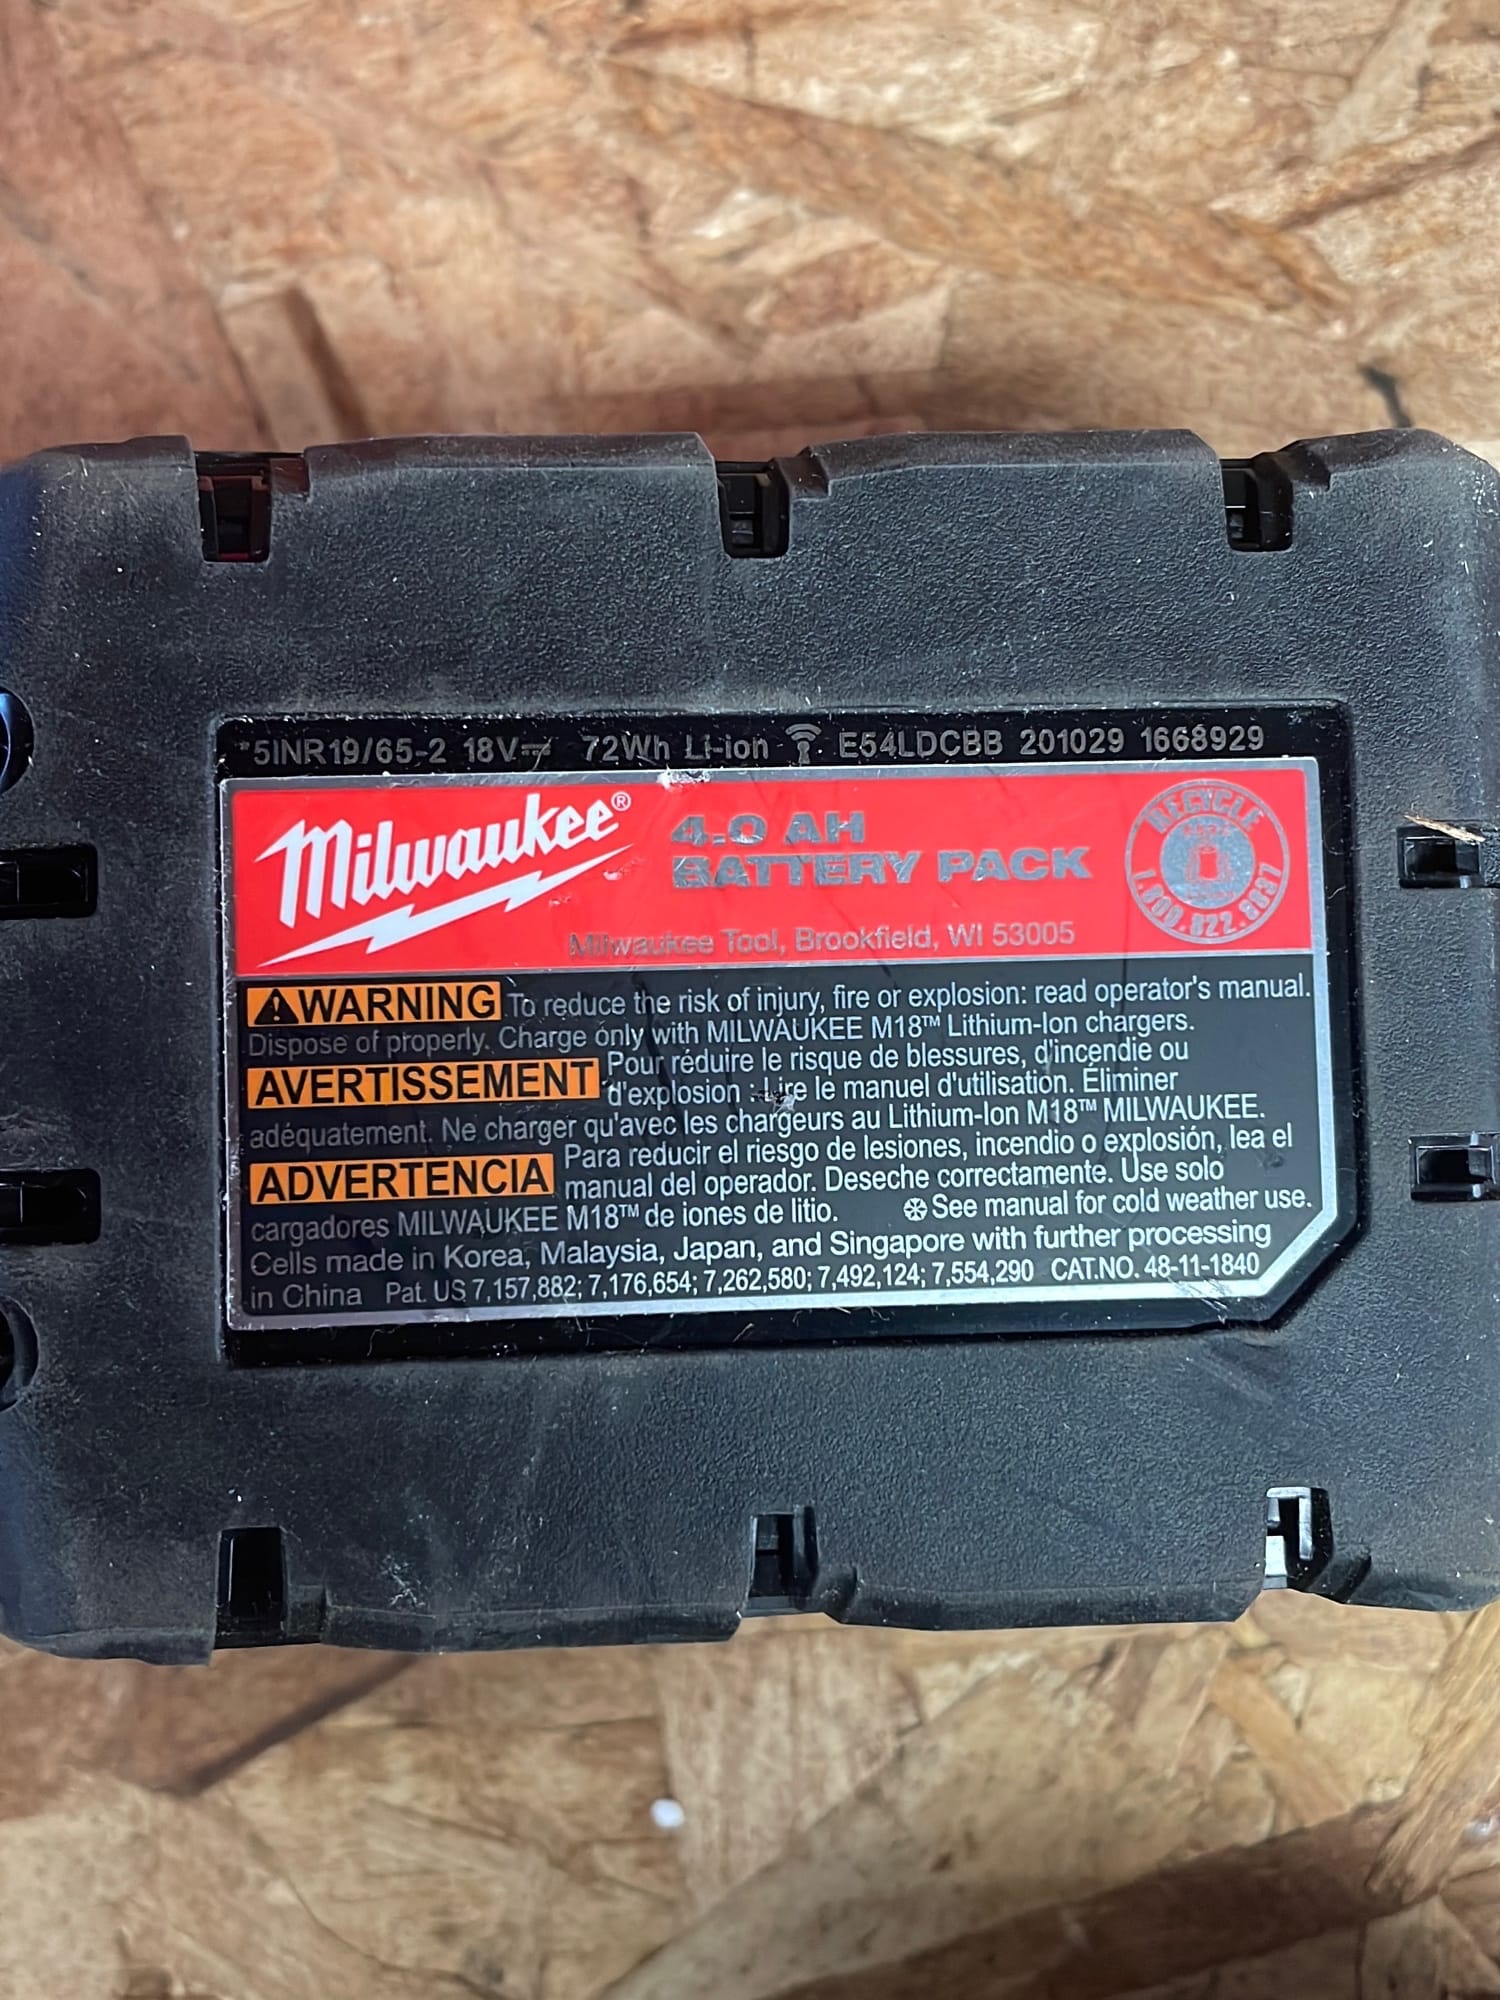 *5INR19/65-2 18V⎓ 72Wh Li-Ion E54LDCBB 201029 1668929
Milwaukee®
4.0 AH
BATTERY PACK
Milwaukee Tool, Brookfield, WI 53005
RECYCLE
1.800.822.8837
⚠WARNING To reduce the risk of injury, fire or explosion: read operator's manual.
Dispose of properly. Charge only with MILWAUKEE M18™ Lithium-Ion chargers.
AVERTISSEMENT Pour réduire le risque de blessures, d'incendie ou
d'explosion : Lire le manuel d'utilisation. Éliminer
adéquatement. Ne charger qu'avec les chargeurs au Lithium-Ion M18™ MILWAUKEE.
ADVERTENCIA Para reducir el riesgo de lesiones, incendio o explosión, lea el
manual del operador. Deseche correctamente. Use solo
cargadores MILWAUKEE M18™ de iones de litio. ❄See manual for cold weather use.
Cells made in Korea, Malaysia, Japan, and Singapore with further processing
in China Pat. US 7,157,882; 7,176,654; 7,262,580; 7,492,124; 7,554,290 CAT.NO. 48-11-1840